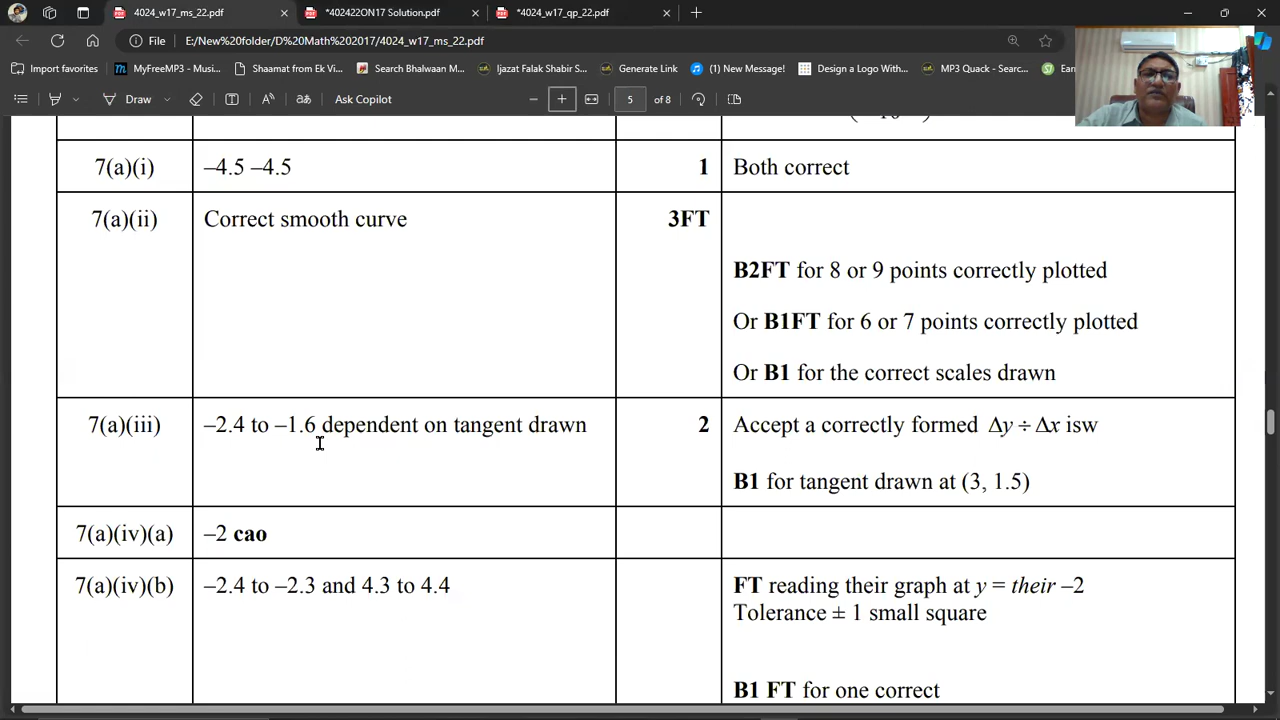 4024_w17_ms_22.pdf
*402422ON17 Solution.pdf
*4024_w17_qp_22.pdf
File
E:/New%20folder/D%20Math%202017/4024_w17_ms_22.pdf
Import favorites
MyFreeMP3 - Musi...
Shaamat from Ek Vi...
Search Bhalwaan M...
Ijazat Falak Shabir S...
Generate Link
(1) New Message!
Design a Logo With...
MP3 Quack - Searc...
Draw
Ask Copilot
5 of 8
7(a)(i) –4.5 –4.5 1 Both correct
7(a)(ii) Correct smooth curve 3FT
B2FT for 8 or 9 points correctly plotted
Or B1FT for 6 or 7 points correctly plotted
Or B1 for the correct scales drawn
7(a)(iii) –2.4 to –1.6 dependent on tangent drawn 2 Accept a correctly formed Δy ÷ Δx isw
B1 for tangent drawn at (3, 1.5)
7(a)(iv)(a) –2 cao
7(a)(iv)(b) –2.4 to –2.3 and 4.3 to 4.4 FT reading their graph at y = their –2
Tolerance ± 1 small square
B1 FT for one correct